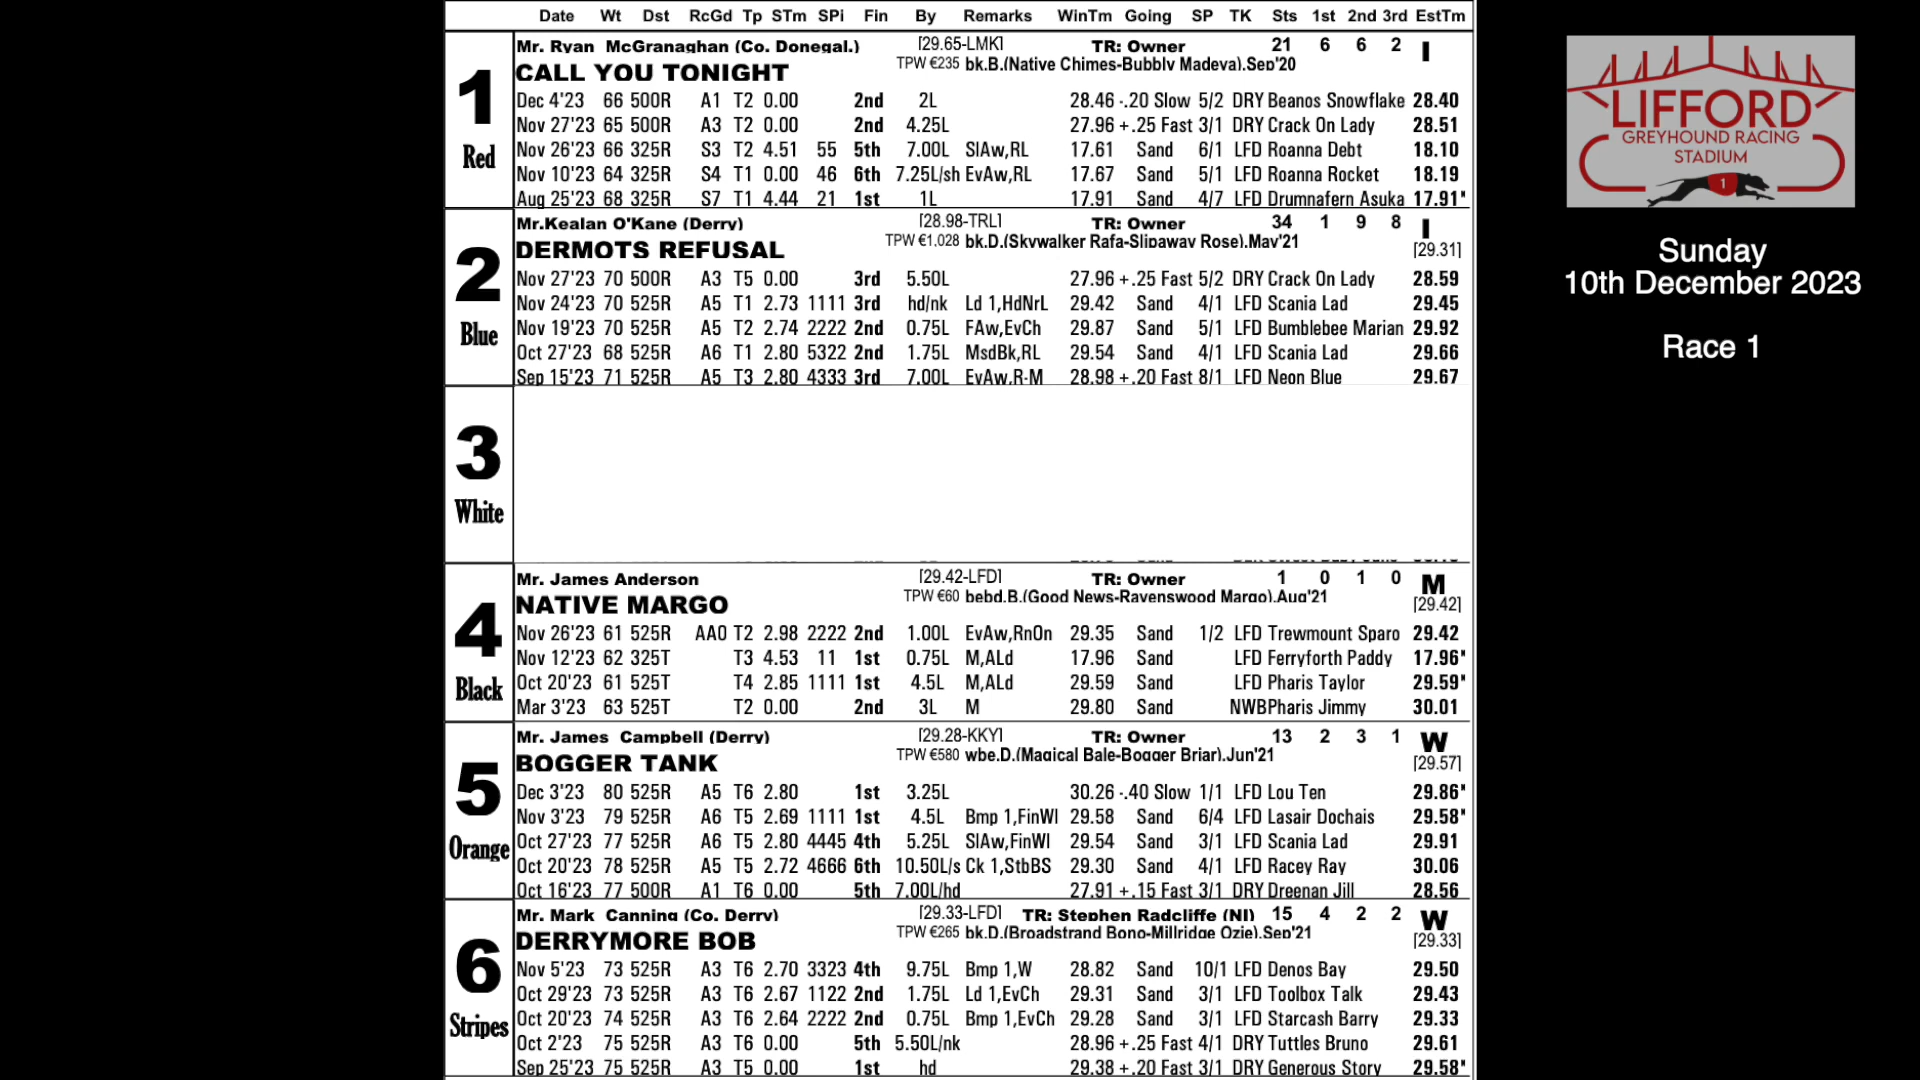 Date Wt Dst RcGd Tp STm SPi Fin By Remarks WinTm Going SP TK Sts 1st 2nd 3rd EstTm
1
Red
Mr. Ryan McGranaghan (Co. Donegal.) [29.65-LMK] TR: Owner 21 6 6 2 I
CALL YOU TONIGHT TPW €235 bk.B.(Native Chimes-Bubbly Madeva).Sep'20
Dec 4'23 66 500R A1 T2 0.00 2nd 2L 28.46 -.20 Slow 5/2 DRY Beanos Snowflake 28.40
Nov 27'23 65 500R A3 T2 0.00 2nd 4.25L 27.96 +.25 Fast 3/1 DRY Crack On Lady 28.51
Nov 26'23 66 325R S3 T2 4.51 55 5th 7.00L SlAw,RL 17.61 Sand 6/1 LFD Roanna Debt 18.10
Nov 10'23 64 325R S4 T1 0.00 46 6th 7.25L/sh EvAw,RL 17.67 Sand 5/1 LFD Roanna Rocket 18.19
Aug 25'23 68 325R S7 T1 4.44 21 1st 1L 17.91 Sand 4/7 LFD Drumnafern Asuka 17.91"
2
Blue
Mr.Kealan O'Kane (Derry) [28.98-TRL] TR: Owner 34 1 9 8 I
DERMOTS REFUSAL TPW €1,028 bk.D.(Skywalker Rafa-Slipaway Rose).May'21 [29.31]
Nov 27'23 70 500R A3 T5 0.00 3rd 5.50L 27.96 +.25 Fast 5/2 DRY Crack On Lady 28.59
Nov 24'23 70 525R A5 T1 2.73 1111 3rd hd/nk Ld 1,HdNrL 29.42 Sand 4/1 LFD Scania Lad 29.45
Nov 19'23 70 525R A5 T2 2.74 2222 2nd 0.75L FAw,EvCh 29.87 Sand 5/1 LFD Bumblebee Marian 29.92
Oct 27'23 68 525R A6 T1 2.80 5322 2nd 1.75L MsdBk,RL 29.54 Sand 4/1 LFD Scania Lad 29.66
Sep 15'23 71 525R A5 T3 2.80 4333 3rd 7.00L EvAw,R-M 28.98 +.20 Fast 8/1 LFD Neon Blue 29.67
3
White
4
Black
Mr. James Anderson [29.42-LFD] TR: Owner 1 0 1 0 M
NATIVE MARGO TPW €60 bebd.B.(Good News-Ravenswood Margo).Aug'21 [29.42]
Nov 26'23 61 525R AA0 T2 2.98 2222 2nd 1.00L EvAw,RnOn 29.35 Sand 1/2 LFD Trewmount Sparo 29.42
Nov 12'23 62 325T T3 4.53 11 1st 0.75L M,ALd 17.96 Sand LFD Ferryforth Paddy 17.96"
Oct 20'23 61 525T T4 2.85 1111 1st 4.5L M,ALd 29.59 Sand LFD Pharis Taylor 29.59"
Mar 3'23 63 525T T2 0.00 2nd 3L M 29.80 Sand NWB Pharis Jimmy 30.01
5
Orange
Mr. James Campbell (Derry) [29.28-KKY] TR: Owner 13 2 3 1 W
BOGGER TANK TPW €580 wbe.D.(Magical Bale-Bogger Briar).Jun'21 [29.57]
Dec 3'23 80 525R A5 T6 2.80 1st 3.25L 30.26 -.40 Slow 1/1 LFD Lou Ten 29.86"
Nov 3'23 79 525R A6 T5 2.69 1111 1st 4.5L Bmp 1,FinWl 29.58 Sand 6/4 LFD Lasair Dochais 29.58"
Oct 27'23 77 525R A6 T5 2.80 4445 4th 5.25L SlAw,FinWl 29.54 Sand 3/1 LFD Scania Lad 29.91
Oct 20'23 78 525R A5 T5 2.72 4666 6th 10.50L/s Ck 1,StbBS 29.30 Sand 4/1 LFD Racey Ray 30.06
Oct 16'23 77 500R A1 T6 0.00 5th 7.00L/hd 27.91 +.15 Fast 3/1 DRY Dreenan Jill 28.56
6
Stripes
Mr. Mark Canning (Co. Derry) [29.33-LFD] TR: Stephen Radcliffe (NI) 15 4 2 2 W
DERRYMORE BOB TPW €265 bk.D.(Broadstrand Bono-Millridge Ozie).Sep'21 [29.33]
Nov 5'23 73 525R A3 T6 2.70 3323 4th 9.75L Bmp 1,W 28.82 Sand 10/1 LFD Denos Bay 29.50
Oct 29'23 73 525R A3 T6 2.67 1122 2nd 1.75L Ld 1,EvCh 29.31 Sand 3/1 LFD Toolbox Talk 29.43
Oct 20'23 74 525R A3 T6 2.64 2222 2nd 0.75L Bmp 1,EvCh 29.28 Sand 3/1 LFD Starcash Barry 29.33
Oct 2'23 75 525R A3 T6 0.00 5th 5.50L/nk 28.96 +.25 Fast 4/1 DRY Tuttles Bruno 29.61
Sep 25'23 75 525R A3 T5 0.00 1st hd 29.38 +.20 Fast 3/1 DRY Generous Story 29.58"
LIFFORD
GREYHOUND RACING
STADIUM
1
Sunday
10th December 2023
Race 1